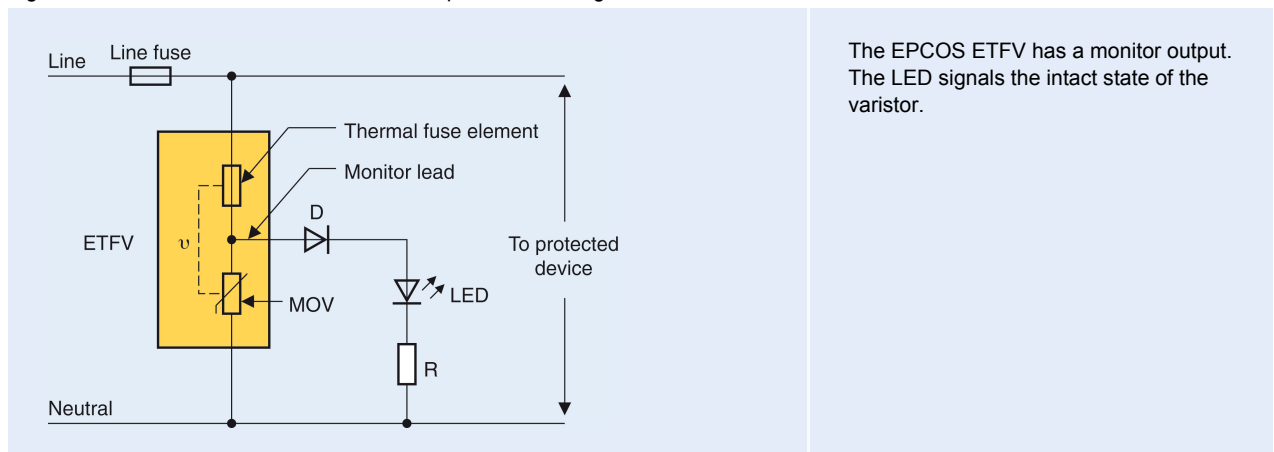 Line
Line fuse
Thermal fuse element
Monitor lead
D
ETFV
υ
To protected
device
LED
MOV
R
Neutral
The EPCOS ETFV has a monitor output.
The LED signals the intact state of the
varistor.